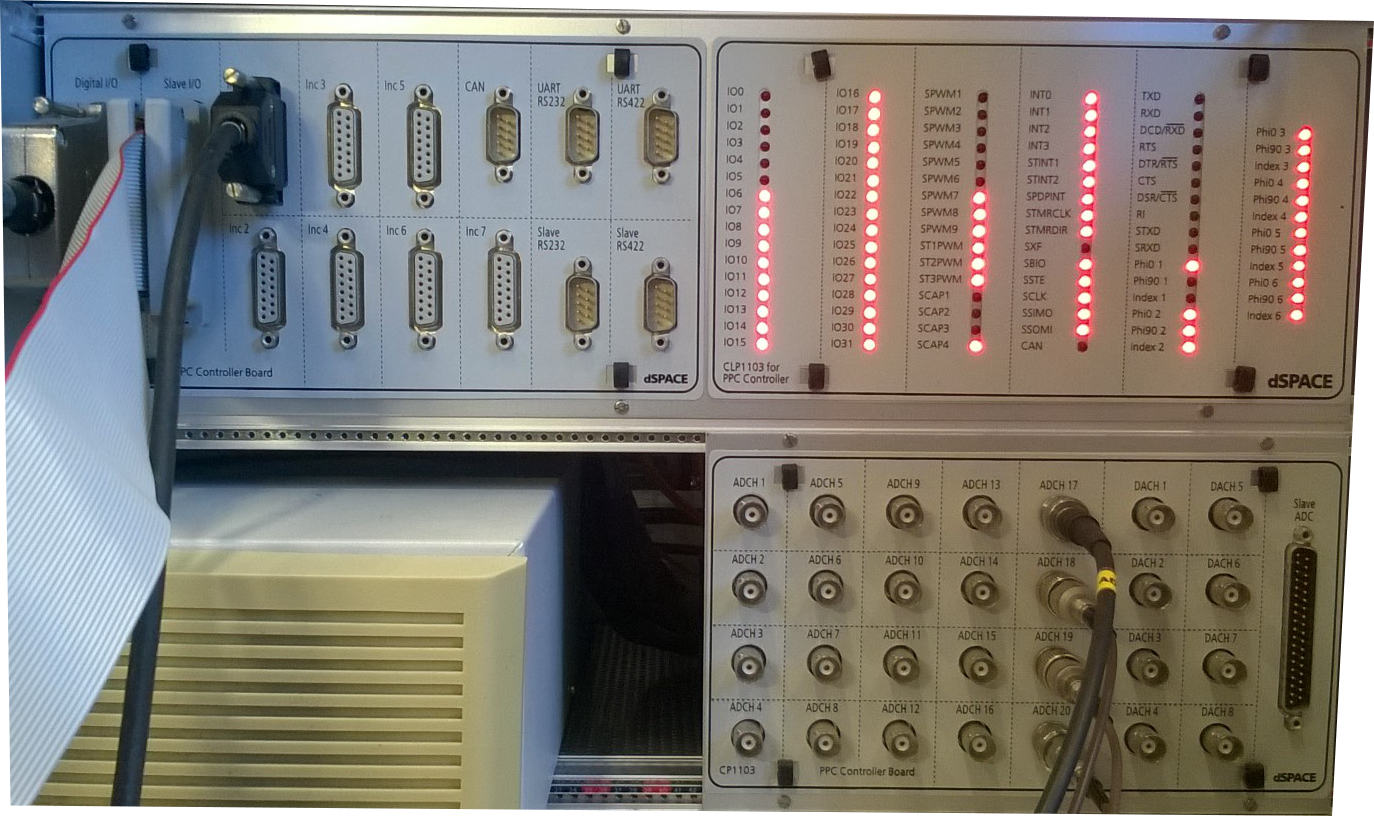 Digital I/O
Slave I/O
Inc 3
Inc 5
CAN
UART
RS232
UART
RS422
Inc 2
Inc 4
Inc 6
Inc 7
Slave
RS232
Slave
RS422
PC Controller Board
dSPACE
IO0
IO1
IO2
IO3
IO4
IO5
IO6
IO7
IO8
IO9
IO10
IO11
IO12
IO13
IO14
IO15
IO16
IO17
IO18
IO19
IO20
IO21
IO22
IO23
IO24
IO25
IO26
IO27
IO28
IO29
IO30
IO31
SPWM1
SPWM2
SPWM3
SPWM4
SPWM5
SPWM6
SPWM7
SPWM8
SPWM9
ST1PWM
ST2PWM
ST3PWM
SCAP1
SCAP2
SCAP3
SCAP4
INT0
INT1
INT2
INT3
STINT1
STINT2
SPDPINT
STMRCLK
STMRDIR
SXF
SBIO
SSTE
SCLK
SSIMO
SSOMI
CAN
TXD
RXD
DCD/RXD
RTS
DTR/RTS
CTS
DSR/CTS
RI
STXD
SRXD
Phi0 1
Phi90 1
Index 1
Phi0 2
Phi90 2
Index 2
Phi0 3
Phi90 3
Index 3
Phi0 4
Phi90 4
Index 4
Phi0 5
Phi90 5
Index 5
Phi0 6
Phi90 6
Index 6
CLP1103 for
PPC Controller
dSPACE
ADCH 1
ADCH 5
ADCH 9
ADCH 13
ADCH 17
DACH 1
DACH 5
Slave
ADC
ADCH 2
ADCH 6
ADCH 10
ADCH 14
ADCH 18
DACH 2
DACH 6
ADCH 3
ADCH 7
ADCH 11
ADCH 15
ADCH 19
DACH 3
DACH 7
ADCH 4
ADCH 8
ADCH 12
ADCH 16
ADCH 20
DACH 4
DACH 8
CP1103
PPC Controller Board
dSPACE